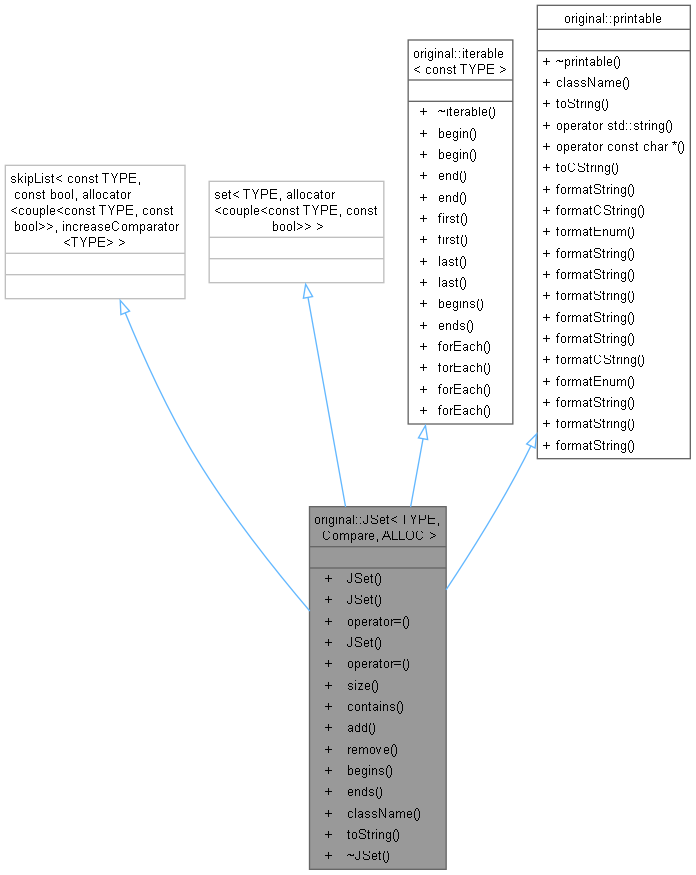 skipList< const TYPE,
const bool, allocator
<couple<const TYPE, const
bool>>, increaseComparator
<TYPE> >
set< TYPE, allocator
<couple<const TYPE, const
bool>> >
original::iterable
< const TYPE >
+ ~iterable()
+ begin()
+ begin()
+ end()
+ end()
+ first()
+ first()
+ last()
+ last()
+ begins()
+ ends()
+ forEach()
+ forEach()
+ forEach()
+ forEach()
original::printable
+ ~printable()
+ className()
+ toString()
+ operator std::string()
+ operator const char *()
+ toCString()
+ formatString()
+ formatCString()
+ formatEnum()
+ formatString()
+ formatString()
+ formatString()
+ formatString()
+ formatString()
+ formatCString()
+ formatEnum()
+ formatString()
+ formatString()
+ formatString()
original::JSet< TYPE,
Compare, ALLOC >
+ JSet()
+ JSet()
+ operator=()
+ JSet()
+ operator=()
+ size()
+ contains()
+ add()
+ remove()
+ begins()
+ ends()
+ className()
+ toString()
+ ~JSet()